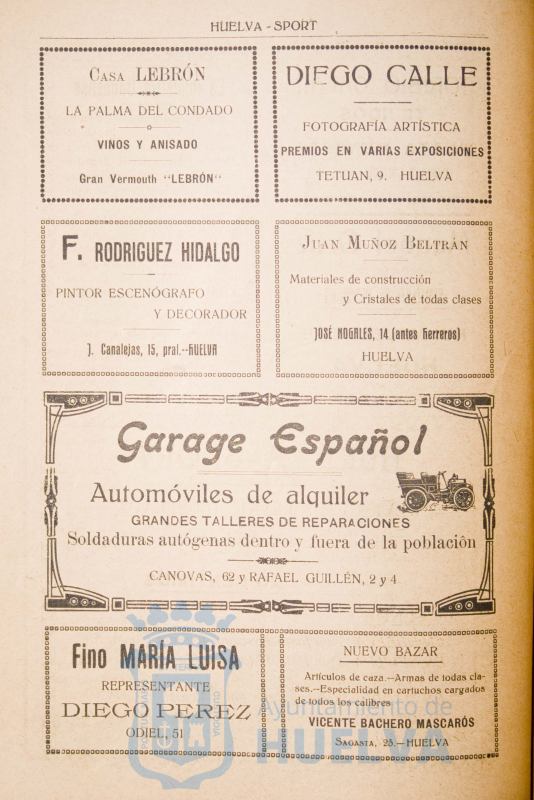 HUELVA - SPORT
CASA LEBRÓN
LA PALMA DEL CONDADO
VINOS Y ANISADO
Gran Vermouth "LEBRÓN"
DIEGO CALLE
FOTOGRAFÍA ARTÍSTICA
PREMIOS EN VARIAS EXPOSICIONES
TETUAN, 9. HUELVA
F. RODRIGUEZ HIDALGO
PINTOR ESCENÓGRAFO
Y DECORADOR
J. Canalejas, 15, pral.--HUELVA
JUAN MUÑOZ BELTRÁN
Materiales de construcción
y Cristales de todas clases
JOSÉ NOGALES, 14 (antes Herreros)
HUELVA
Garage Español
Automóviles de alquiler
GRANDES TALLERES DE REPARACIONES
Soldaduras autógenas dentro y fuera de la población
CANOVAS, 62 y RAFAEL GUILLÉN, 2 y 4
Fino MARÍA LUISA
REPRESENTANTE
DIEGO PEREZ
ODIEL, 51
NUEVO BAZAR
Artículos de caza.--Armas de todas cla-
ses.--Especialidad en cartuchos cargados
de todos los calibres
VICENTE BACHERO MASCARÓS
SAGASTA, 25.--HUELVA
Ayuntamiento de
HUELVA